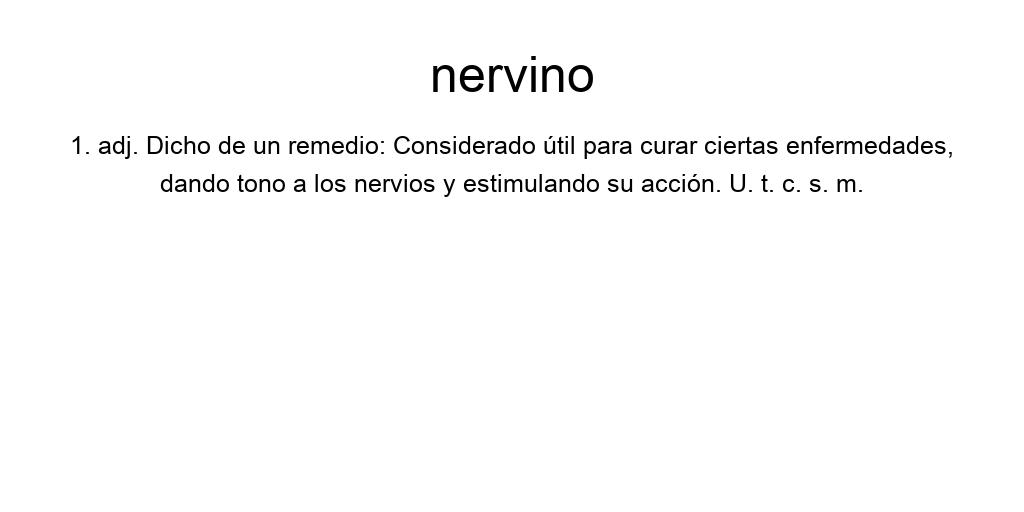 nervino
1. adj. Dicho de un remedio: Considerado útil para curar ciertas enfermedades,
dando tono a los nervios y estimulando su acción. U. t. c. s. m.